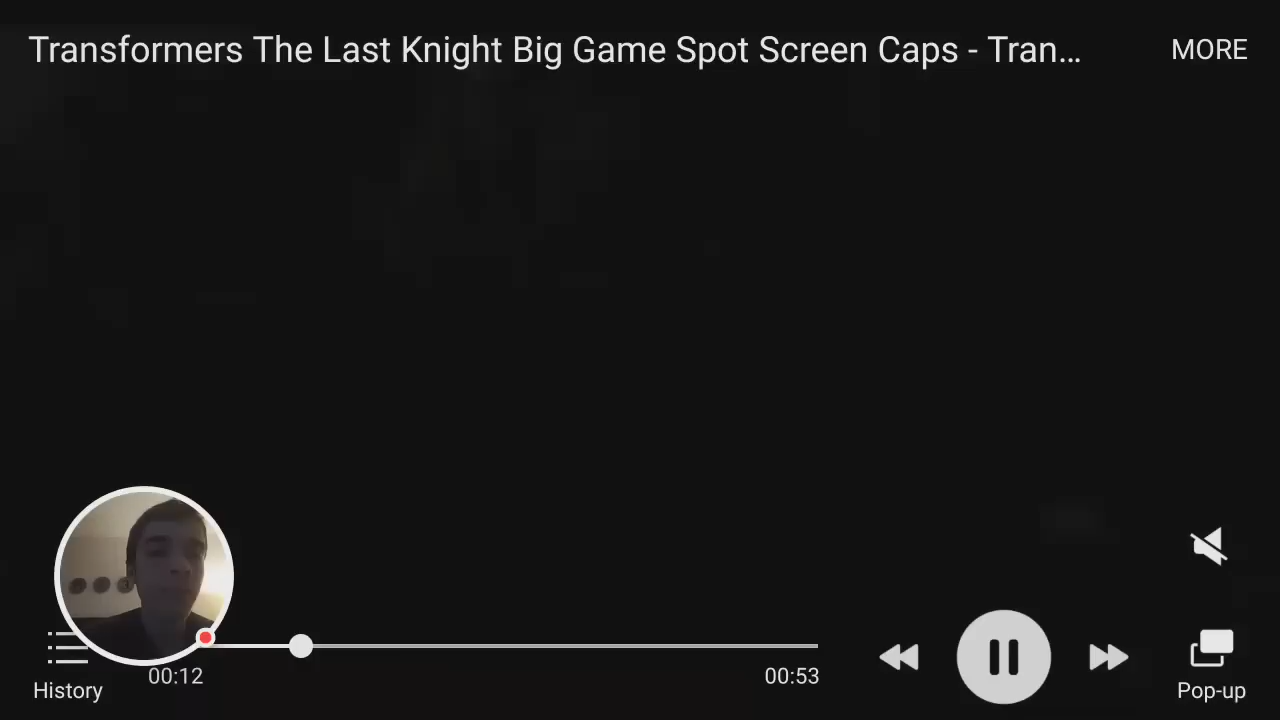 Transformers The Last Knight Big Game Spot Screen Caps - Tran...
MORE
00:12
00:53
History
Pop-up